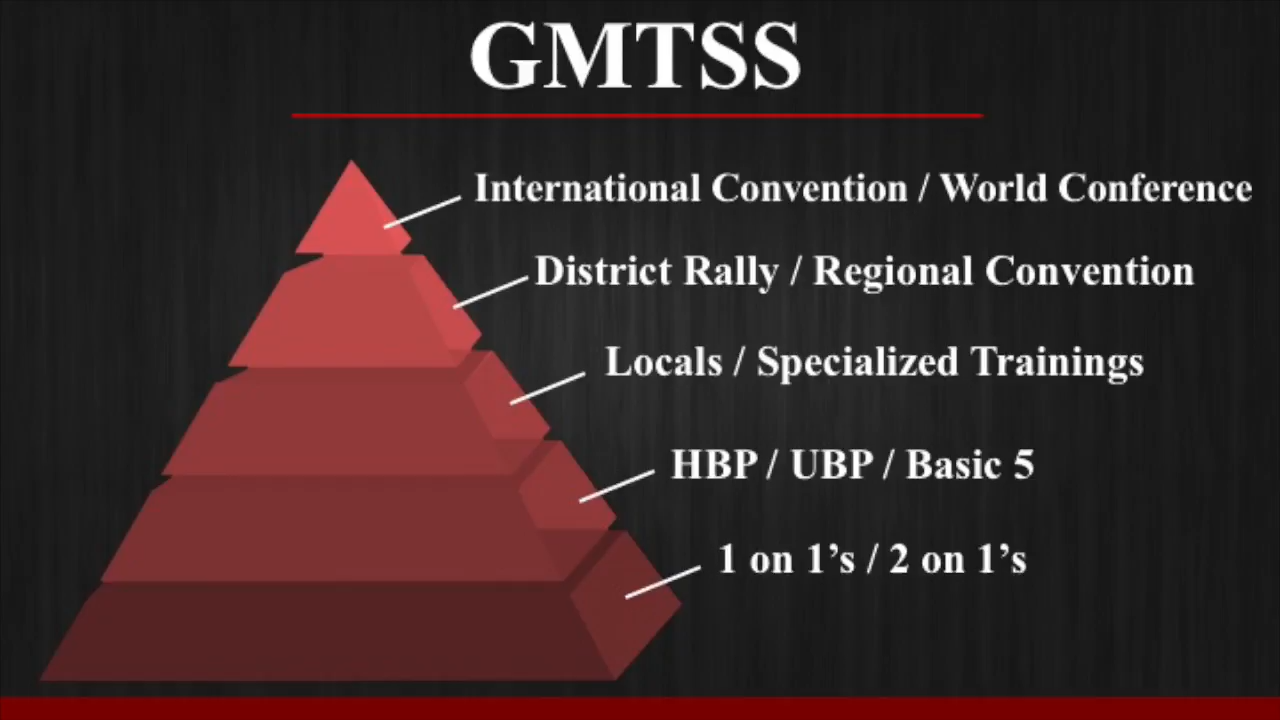 GMTSS
International Convention / World Conference
District Rally / Regional Convention
Locals / Specialized Trainings
HBP / UBP / Basic 5
1 on 1’s / 2 on 1’s